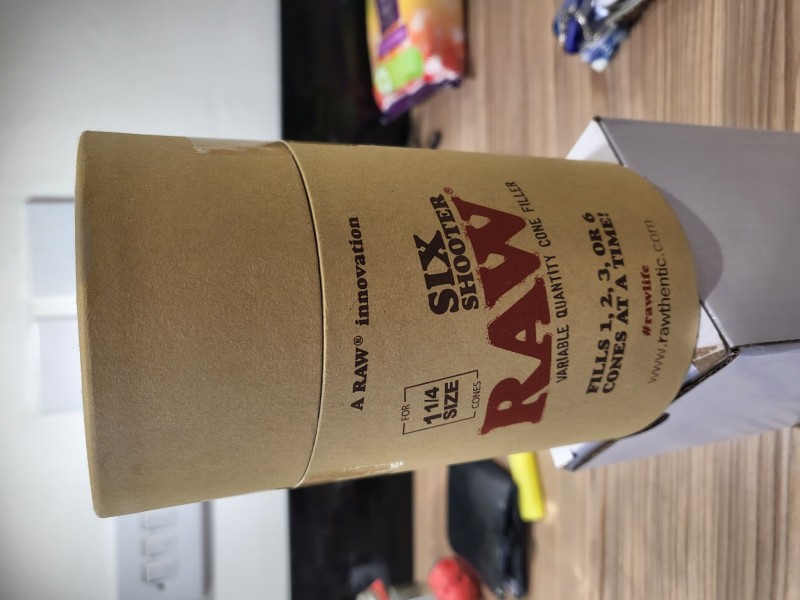 A RAW® innovation
FOR
1 1/4
SIZE
CONES
SIX
SHOOTER®
RAW
VARIABLE QUANTITY CONE FILLER
FILLS 1, 2, 3, OR 6
CONES AT A TIME!
#rawlife
www.rawthentic.com